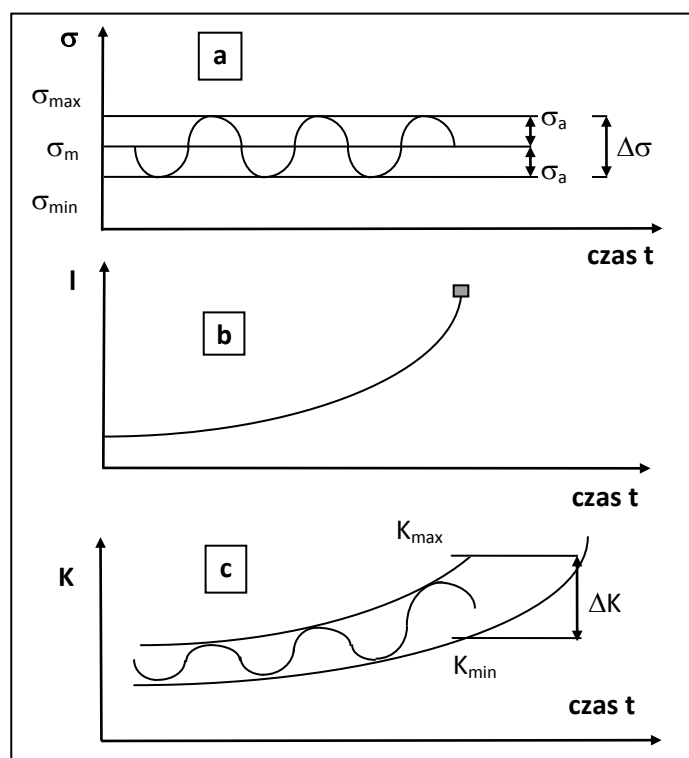 σ
a
σmax
σa
σm
Δσ
σa
σmin
czas t
l
b
czas t
Kmax
c
K
ΔK
Kmin
czas t